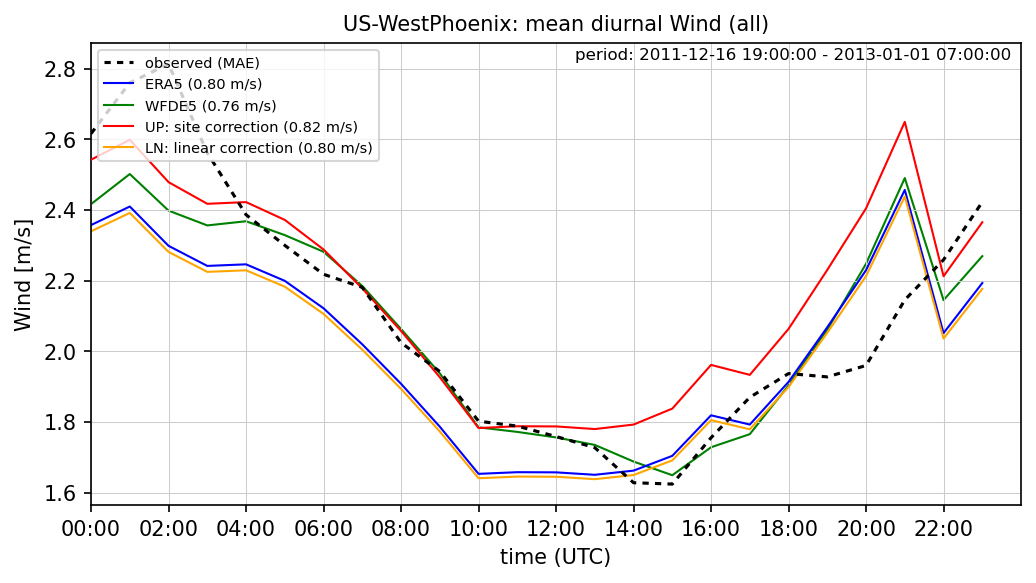 US-WestPhoenix: mean diurnal Wind (all)
period: 2011-12-16 19:00:00 - 2013-01-01 07:00:00
observed (MAE)
ERA5 (0.80 m/s)
WFDE5 (0.76 m/s)
UP: site correction (0.82 m/s)
LN: linear correction (0.80 m/s)
Wind [m/s]
2.8
2.6
2.4
2.2
2.0
1.8
1.6
00:00 02:00 04:00 06:00 08:00 10:00 12:00 14:00 16:00 18:00 20:00 22:00
time (UTC)